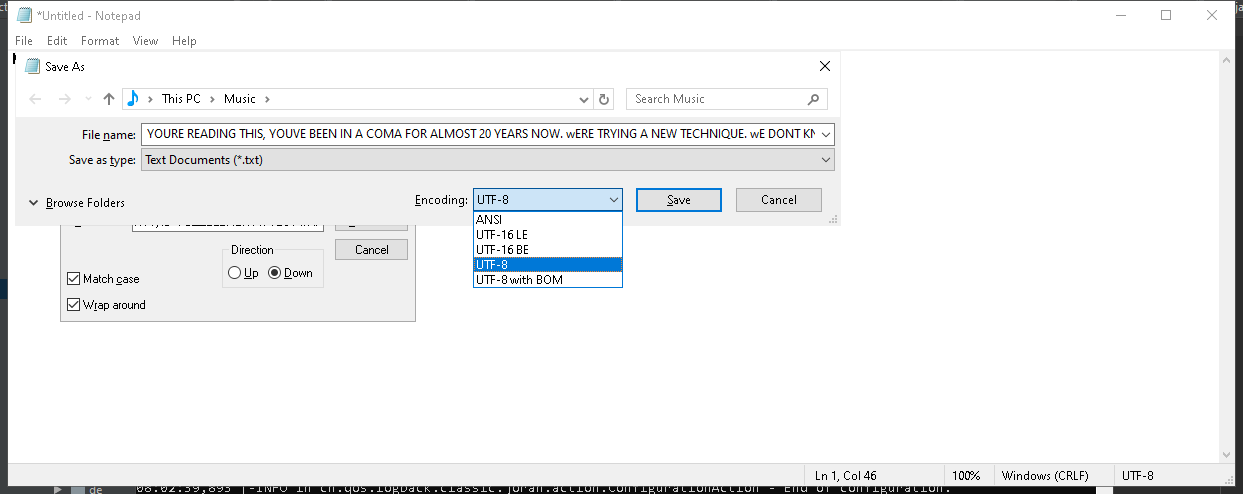 *Untitled - Notepad
File Edit Format View Help
Save As
This PC Music
Search Music
File name: YOURE READING THIS, YOUVE BEEN IN A COMA FOR ALMOST 20 YEARS NOW. wERE TRYING A NEW TECHNIQUE. wE DONT KN
Save as type: Text Documents (*.txt)
Browse Folders
Encoding: UTF-8
Save Cancel
ANSI
UTF-16 LE
UTF-16 BE
UTF-8
UTF-8 with BOM
Direction
Cancel
Up Down
Match case
Wrap around
Ln 1, Col 46 100% Windows (CRLF) UTF-8
de 08:02:39,893 |-INFO in ch.qos.logback.classic.joran.action.ConfigurationAction - End of configuration.